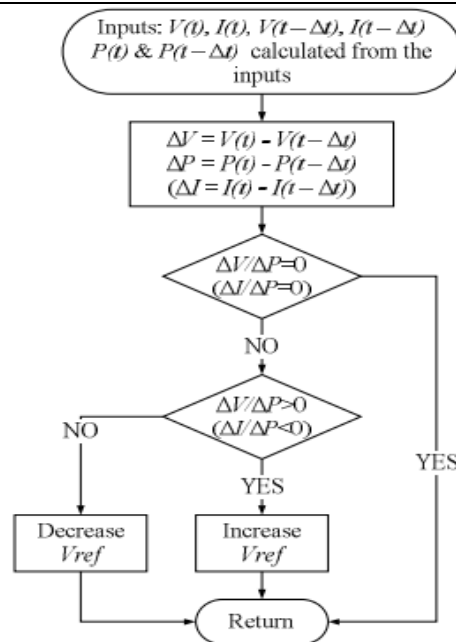 Inputs: V(t), I(t), V(t−Δt), I(t−Δt)
P(t) & P(t−Δt) calculated from the
inputs
ΔV = V(t) - V(t−Δt)
ΔP = P(t) - P(t−Δt)
(ΔI = I(t) - I(t−Δt))
ΔV/ΔP=0
(ΔI/ΔP=0)
NO
ΔV/ΔP>0
(ΔI/ΔP<0)
NO
YES
YES
Decrease
Vref
Increase
Vref
Return